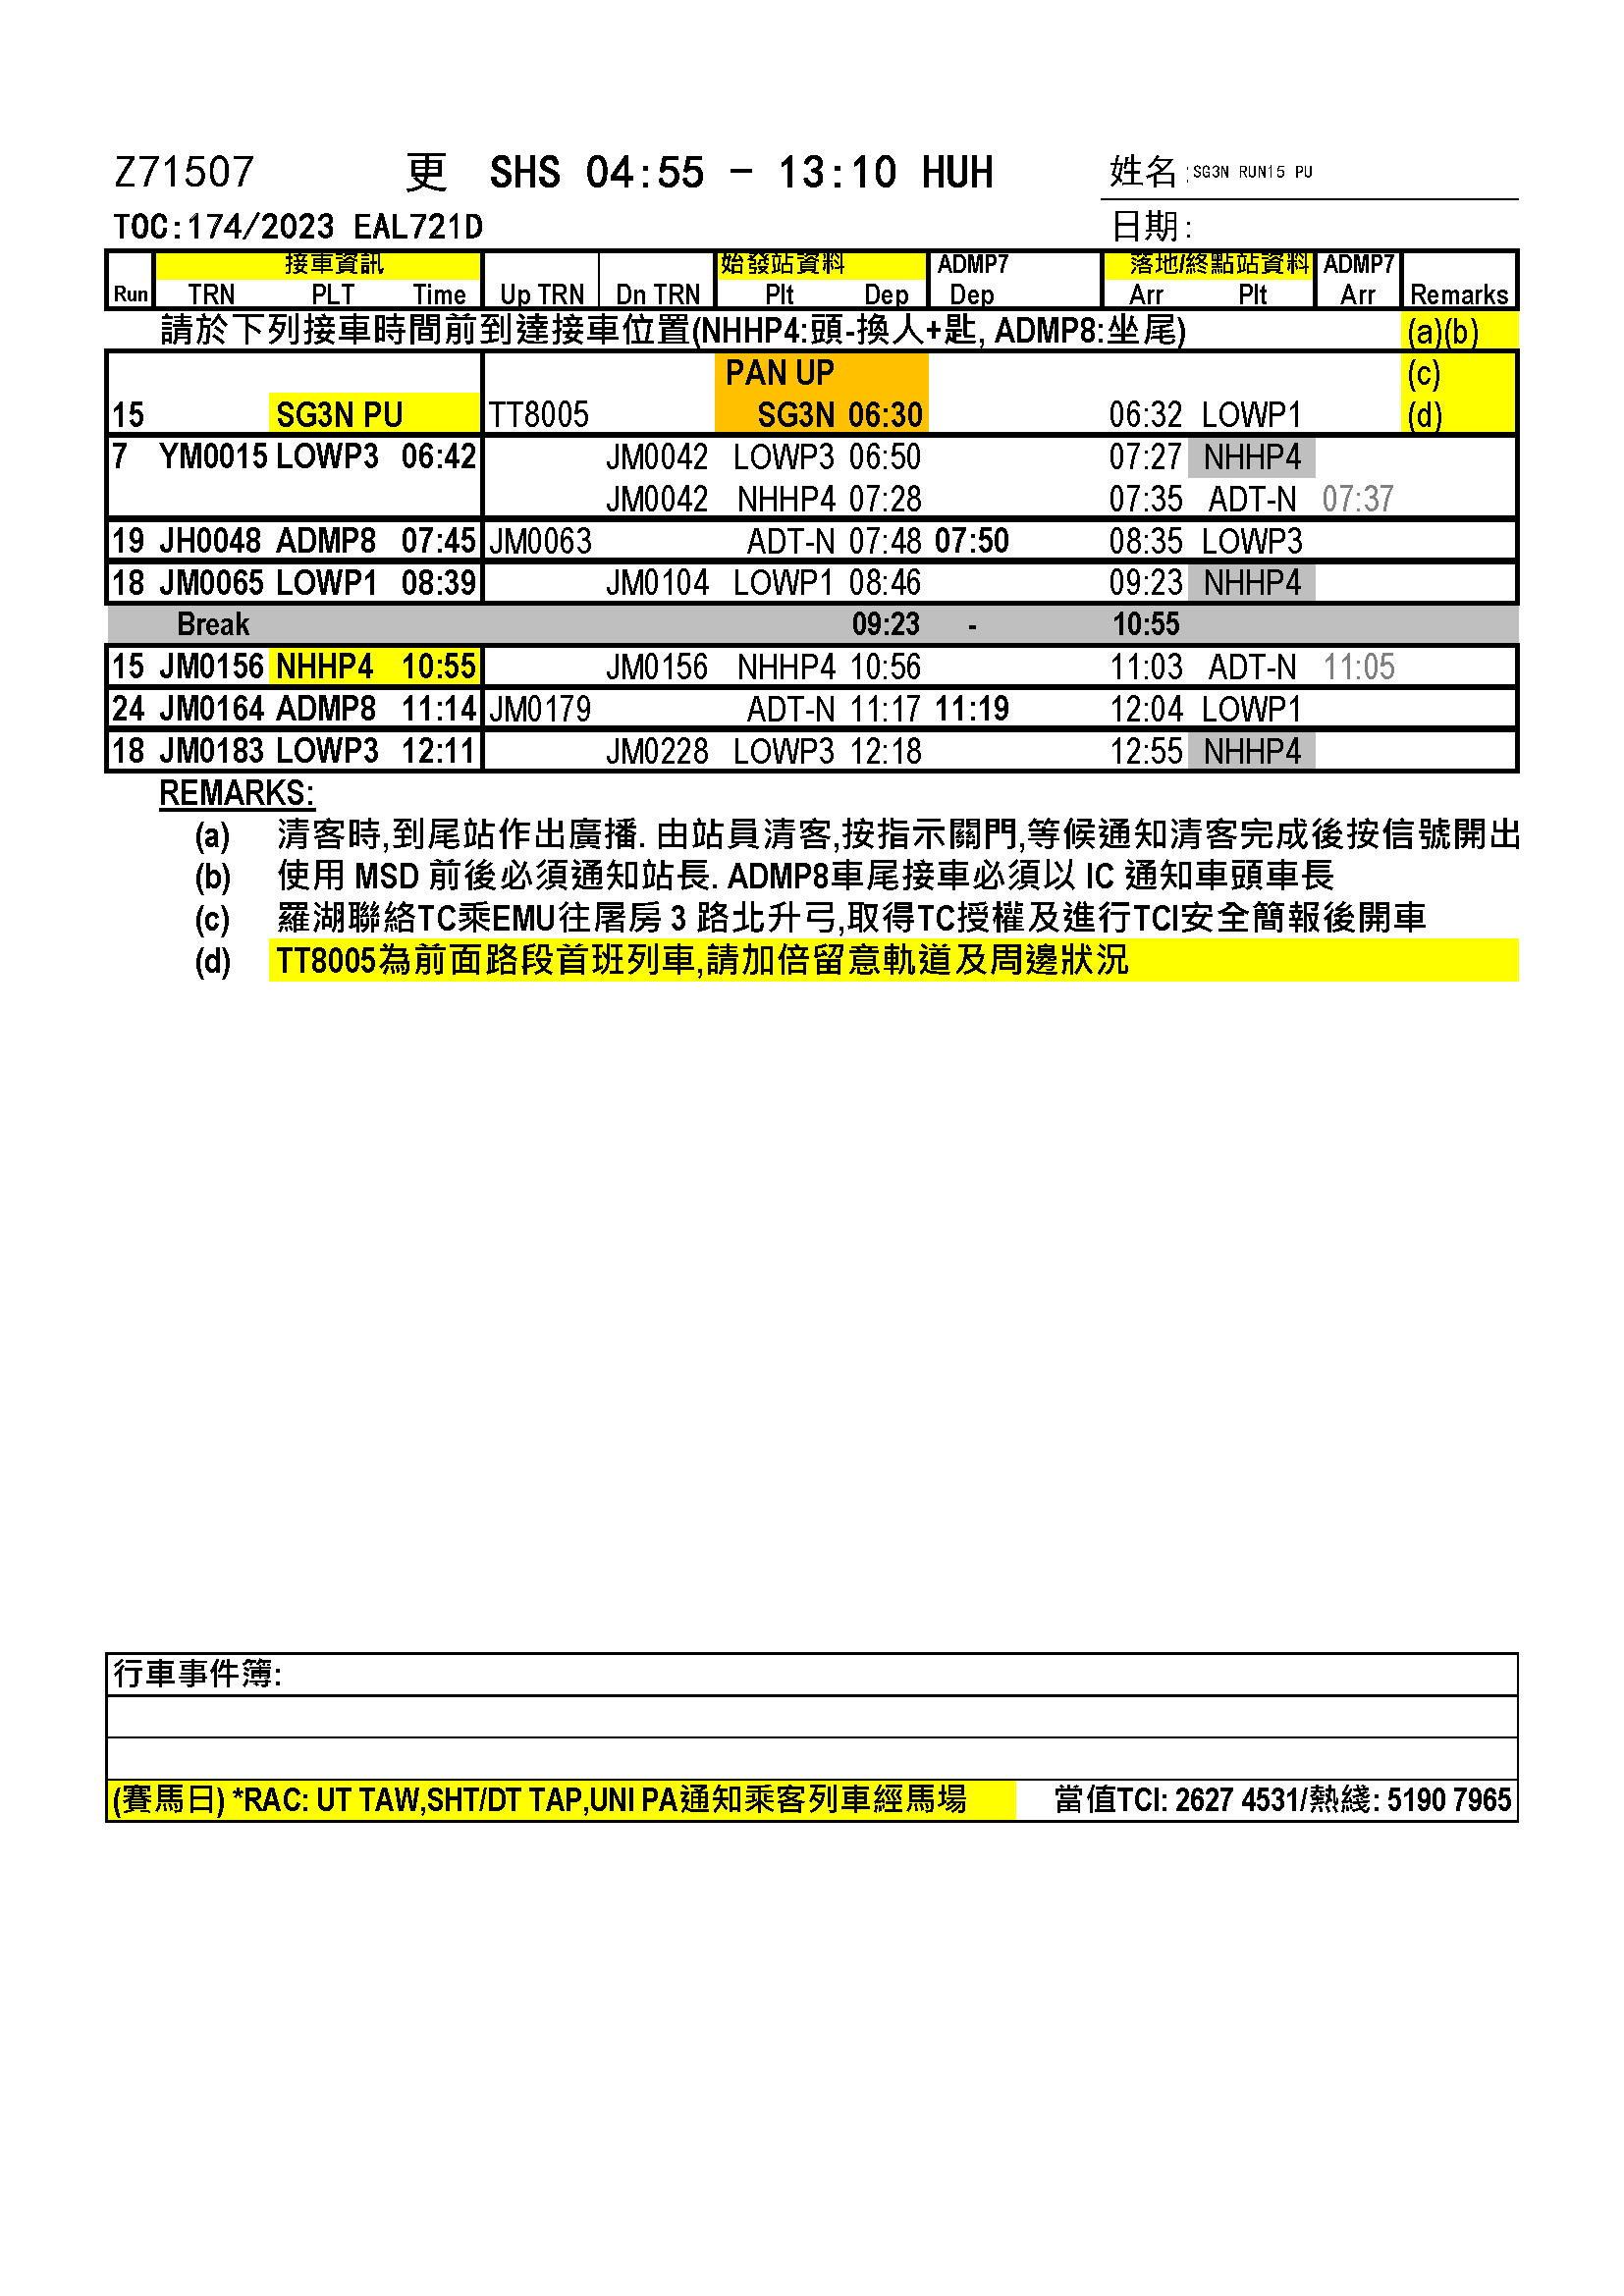 Z71507 更 SHS 04:55 - 13:10 HUH 姓名:SG3N RUN15 PU
TOC:174/2023 EAL721D 日期:
接車資訊 始發站資料 ADMP7 落地/終點站資料 ADMP7
Run TRN PLT Time Up TRN Dn TRN Plt Dep Dep Arr Plt Arr Remarks
請於下列接車時間前到達接車位置(NHHP4:頭-換人+匙, ADMP8:坐尾) (a)(b)
PAN UP (c)
15 SG3N PU TT8005 SG3N 06:30 06:32 LOWP1 (d)
7 YM0015 LOWP3 06:42 JM0042 LOWP3 06:50 07:27 NHHP4
JM0042 NHHP4 07:28 07:35 ADT-N 07:37
19 JH0048 ADMP8 07:45 JM0063 ADT-N 07:48 07:50 08:35 LOWP3
18 JM0065 LOWP1 08:39 JM0104 LOWP1 08:46 09:23 NHHP4
Break 09:23 - 10:55
15 JM0156 NHHP4 10:55 JM0156 NHHP4 10:56 11:03 ADT-N 11:05
24 JM0164 ADMP8 11:14 JM0179 ADT-N 11:17 11:19 12:04 LOWP1
18 JM0183 LOWP3 12:11 JM0228 LOWP3 12:18 12:55 NHHP4
REMARKS:
(a) 清客時,到尾站作出廣播. 由站員清客,按指示關門,等候通知清客完成後按信號開出
(b) 使用 MSD 前後必須通知站長. ADMP8車尾接車必須以 IC 通知車頭車長
(c) 羅湖聯絡TC乘EMU往屠房 3 路北升弓,取得TC授權及進行TCI安全簡報後開車
(d) TT8005為前面路段首班列車,請加倍留意軌道及周邊狀況
行車事件簿:
(賽馬日) *RAC: UT TAW,SHT/DT TAP,UNI PA通知乘客列車經馬場 當值TCI: 2627 4531/熱綫: 5190 7965